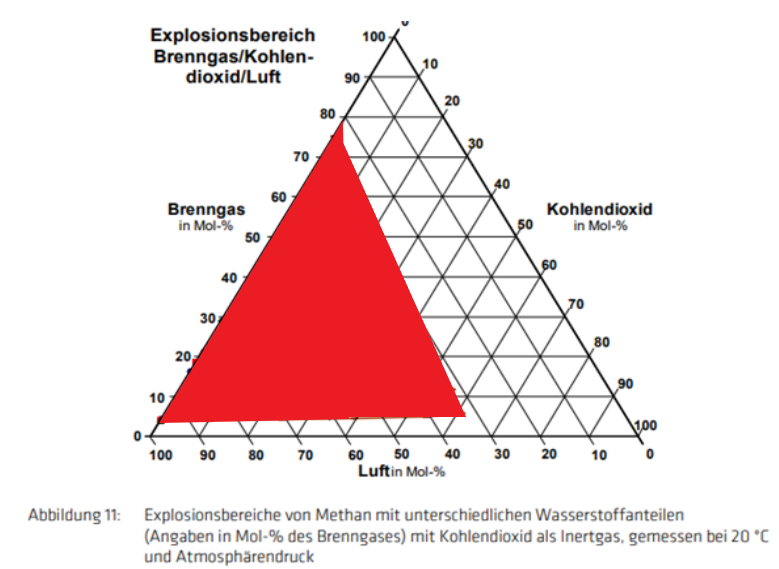 Explosionsbereich
Brenngas/Kohlen-
dioxid/Luft
0
100
10
90
20
80
30
70
40
60
Brenngas
in Mol-%
Kohlendioxid
in Mol-%
50
50
60
40
70
30
80
20
90
10
100
0
100 90 80 70 60 50 40 30 20 10 0
Luft in Mol-%
Abbildung 11: Explosionsbereiche von Methan mit unterschiedlichen Wasserstoffanteilen
(Angaben in Mol-% des Brenngases) mit Kohlendioxid als Inertgas, gemessen bei 20 °C
und Atmosphärendruck